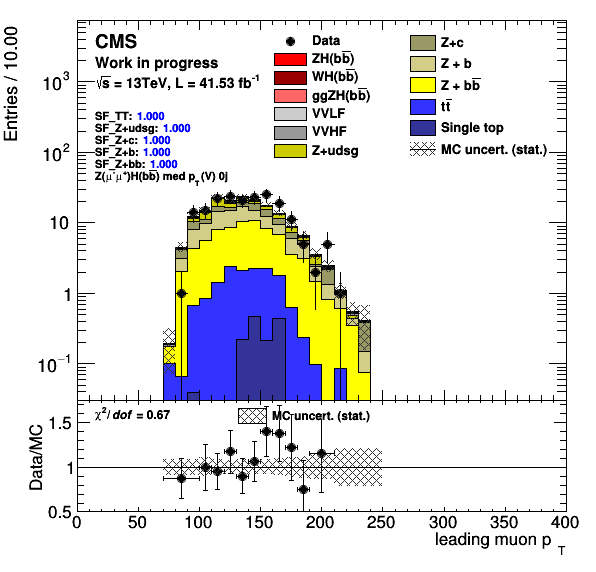 CMS
Work in progress
√s = 13TeV, L = 41.53 fb⁻¹
SF_TT: 1.000
SF_Z+udsg: 1.000
SF_Z+c: 1.000
SF_Z+b: 1.000
SF_Z+bb: 1.000
Z(μ⁻μ⁺)H(bb̅) med p_T(V) 0j
Data
ZH(bb̅)
WH(bb̅)
ggZH(bb̅)
VVLF
VVHF
Z+udsg
Z+c
Z + b
Z + bb̅
tt̅
Single top
MC uncert. (stat.)
Entries / 10.00
10³
10²
10
1
10⁻¹
χ²/dof = 0.67
MC uncert. (stat.)
Data/MC
1.5
1
0.5
0 50 100 150 200 250 300 350 400
leading muon p_T